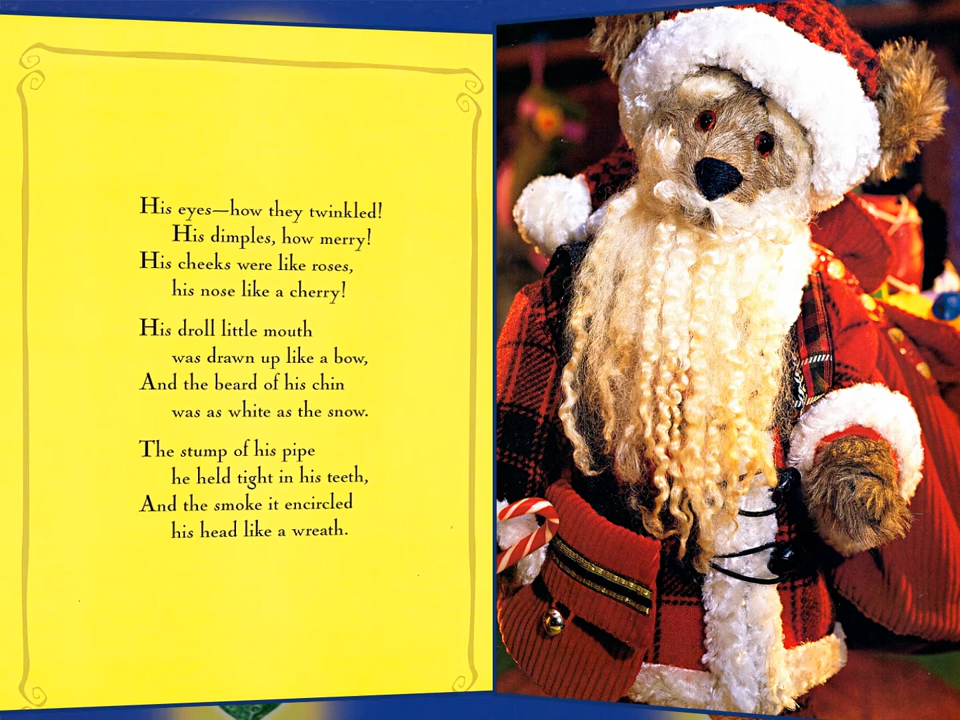 His eyes—how they twinkled!
His dimples, how merry!
His cheeks were like roses,
his nose like a cherry!
His droll little mouth
was drawn up like a bow,
And the beard of his chin
was as white as the snow.
The stump of his pipe
he held tight in his teeth,
And the smoke it encircled
his head like a wreath.